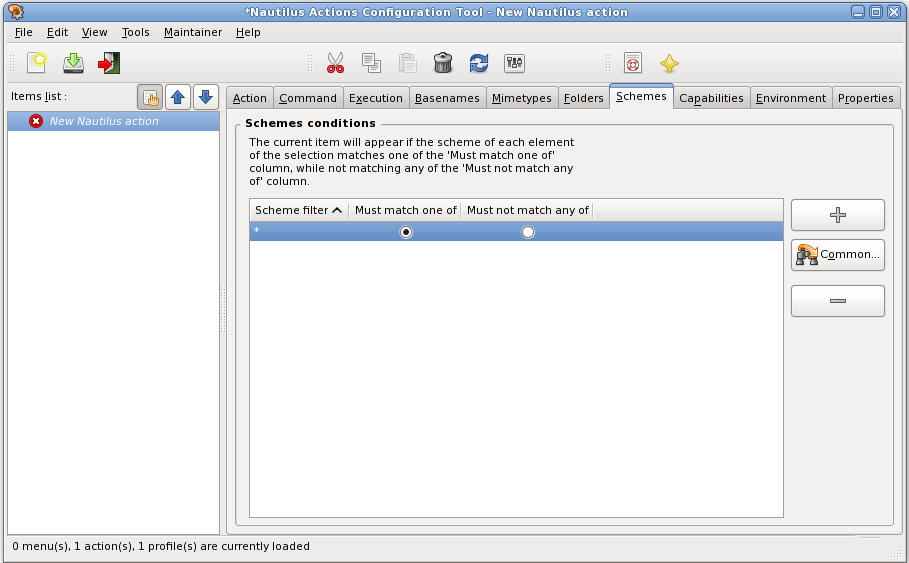 *Nautilus Actions Configuration Tool - New Nautilus action
File Edit View Tools Maintainer Help
Items list :
Action Command Execution Basenames Mimetypes Folders Schemes Capabilities Environment Properties
New Nautilus action
Schemes conditions
The current item will appear if the scheme of each element
of the selection matches one of the 'Must match one of'
column, while not matching any of the 'Must not match any
of' column.
Scheme filter Must match one of Must not match any of
*
Common...
0 menu(s), 1 action(s), 1 profile(s) are currently loaded